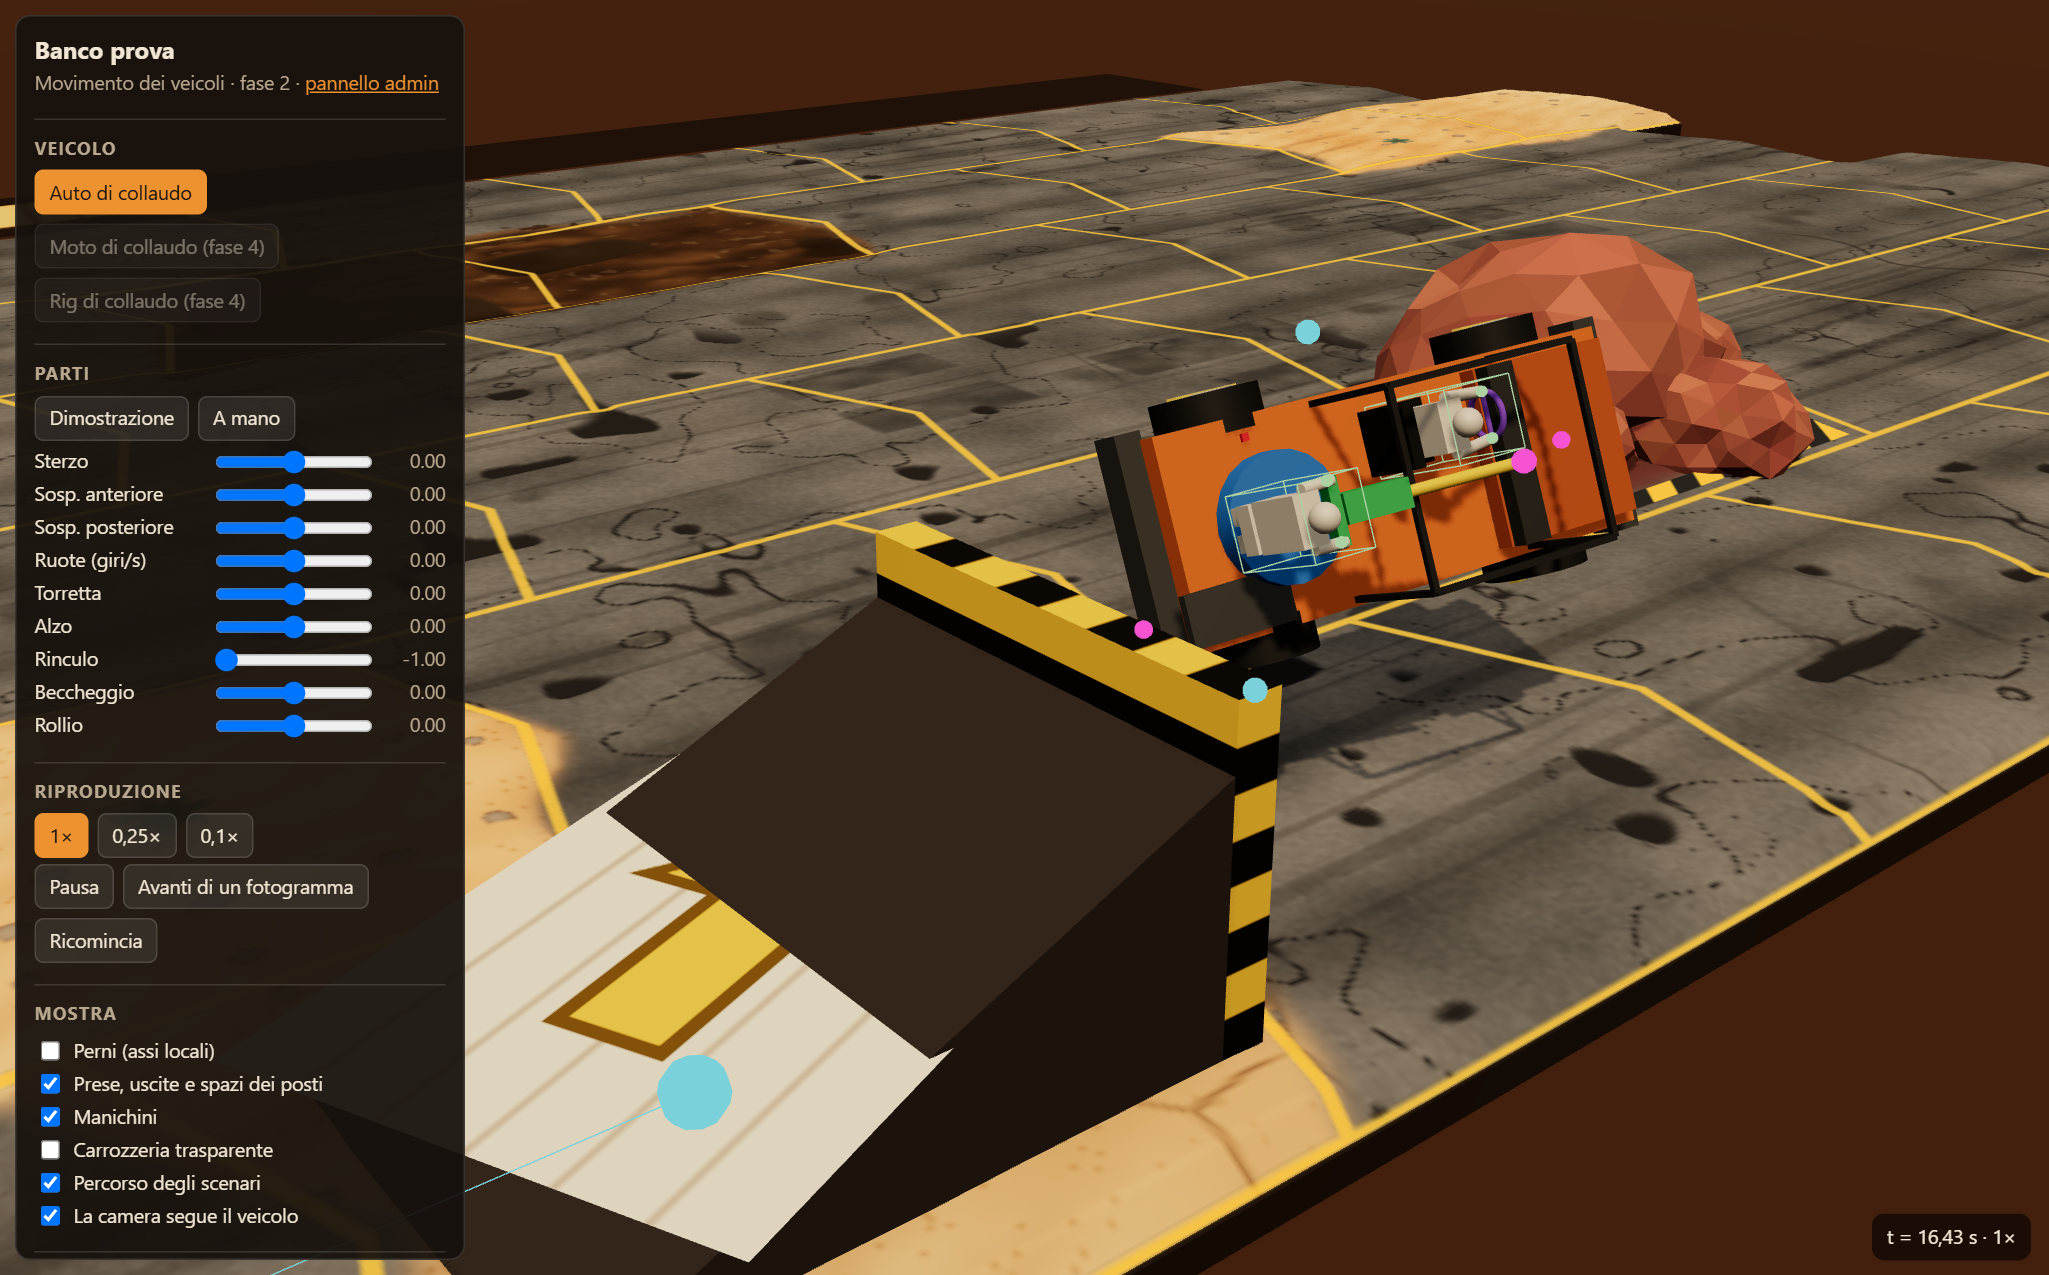 Banco prova
Movimento dei veicoli · fase 2 · pannello admin
VEICOLO
Auto di collaudo
Moto di collaudo (fase 4)
Rig di collaudo (fase 4)
PARTI
Dimostrazione
A mano
Sterzo 0.00
Sosp. anteriore 0.00
Sosp. posteriore 0.00
Ruote (giri/s) 0.00
Torretta 0.00
Alzo 0.00
Rinculo -1.00
Beccheggio 0.00
Rollio 0.00
RIPRODUZIONE
1× 0,25× 0,1×
Pausa Avanti di un fotogramma
Ricomincia
MOSTRA
Perni (assi locali)
Prese, uscite e spazi dei posti
Manichini
Carrozzeria trasparente
Percorso degli scenari
La camera segue il veicolo
t = 16,43 s · 1×